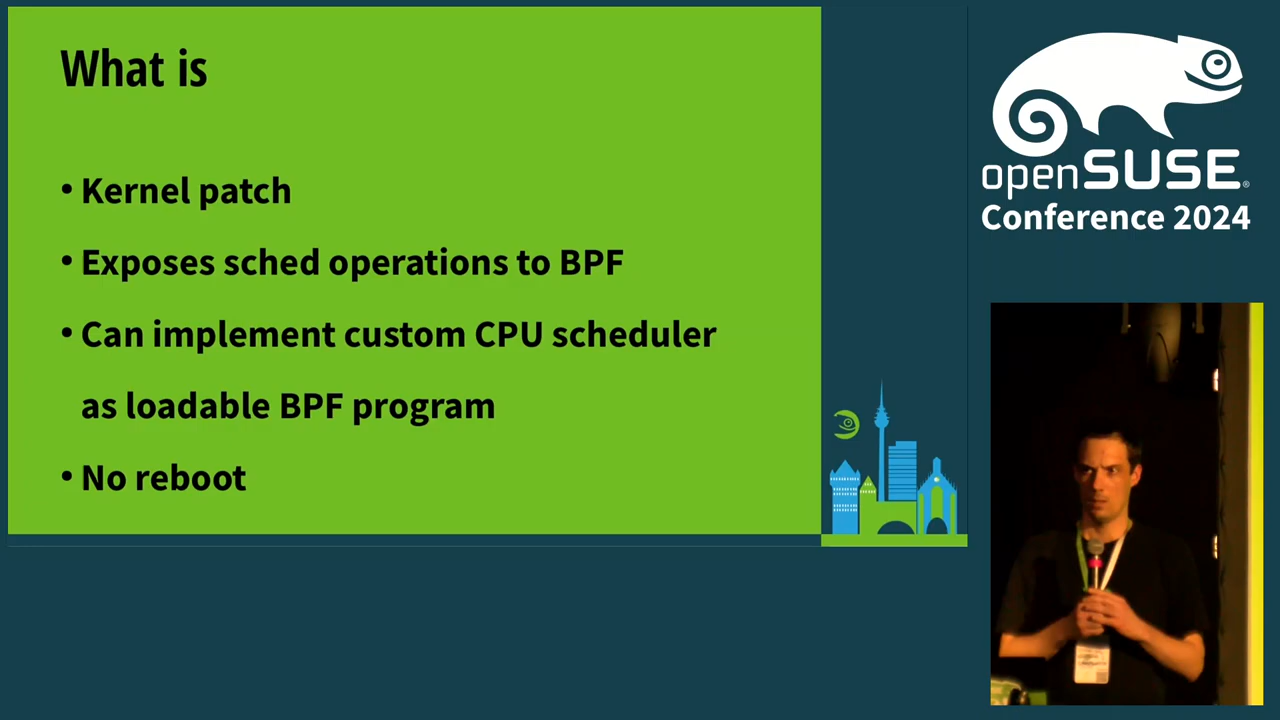 What is
• Kernel patch
• Exposes sched operations to BPF
• Can implement custom CPU scheduler
as loadable BPF program
• No reboot
openSUSE®
Conference 2024